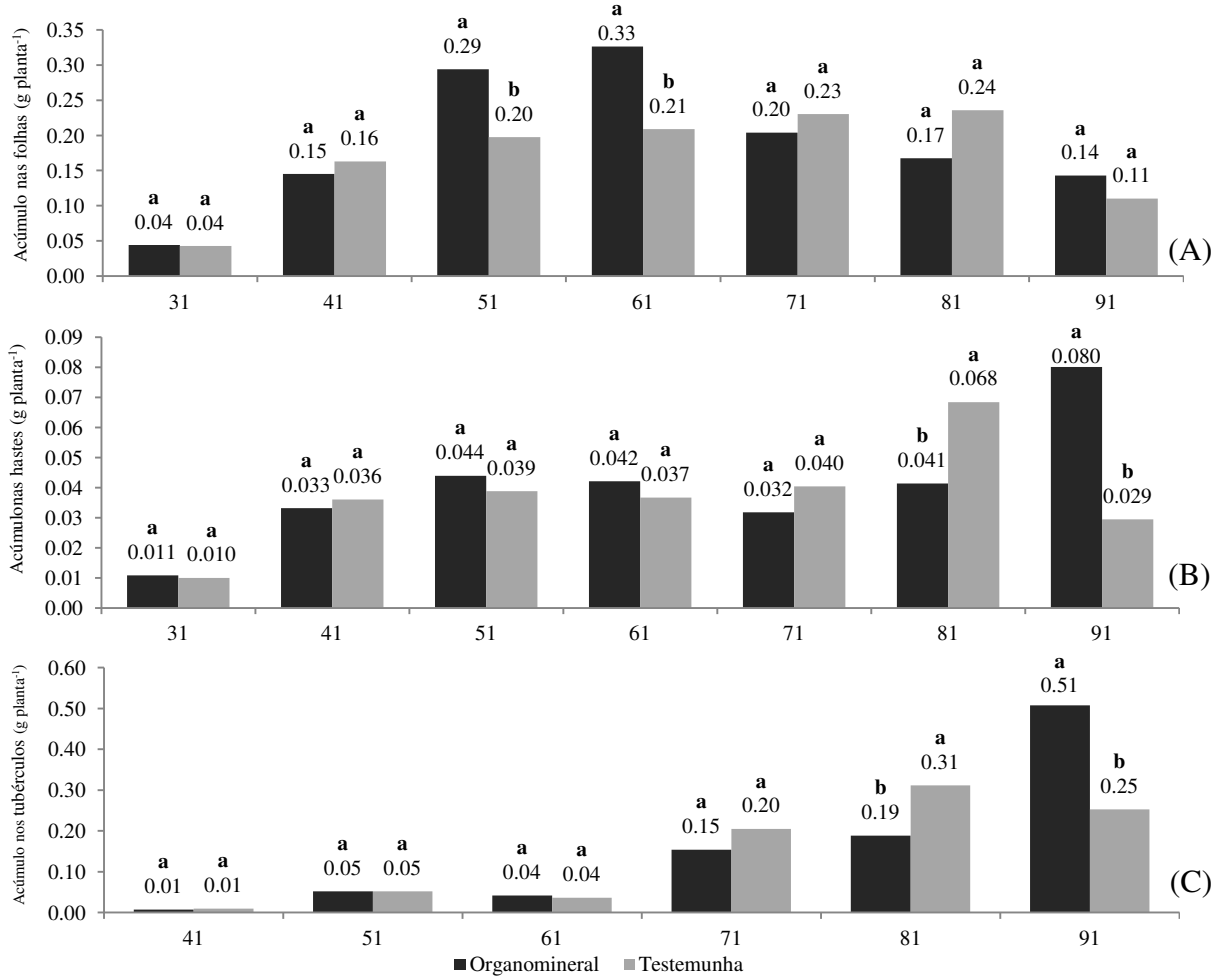 Acúmulo nas folhas (g planta⁻¹)
0.35
0.30
0.25
0.20
0.15
0.10
0.05
0.00
a a a a a b a b a a a a a a
0.04 0.04 0.15 0.16 0.29 0.20 0.33 0.21 0.20 0.23 0.17 0.24 0.14 0.11
31 41 51 61 71 81 91
(A)
Acúmulonas hastes (g planta⁻¹)
0.09
0.08
0.07
0.06
0.05
0.04
0.03
0.02
0.01
0.00
a a a a a a a a a a b a a b
0.011 0.010 0.033 0.036 0.044 0.039 0.042 0.037 0.032 0.040 0.041 0.068 0.080 0.029
31 41 51 61 71 81 91
(B)
Acúmulo nos tubérculos (g planta⁻¹)
0.60
0.50
0.40
0.30
0.20
0.10
0.00
a a a a a a a a b a a b
0.01 0.01 0.05 0.05 0.04 0.04 0.15 0.20 0.19 0.31 0.51 0.25
41 51 61 71 81 91
(C)
Organomineral Testemunha